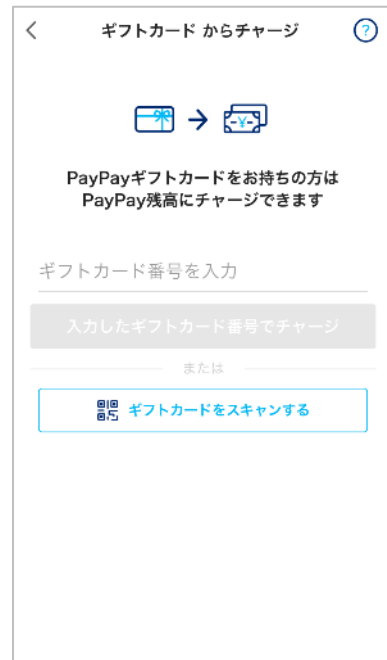 ギフトカード からチャージ
?
¥
PayPayギフトカードをお持ちの方は
PayPay残高にチャージできます
ギフトカード番号を入力
入力したギフトカード番号でチャージ
または
ギフトカードをスキャンする